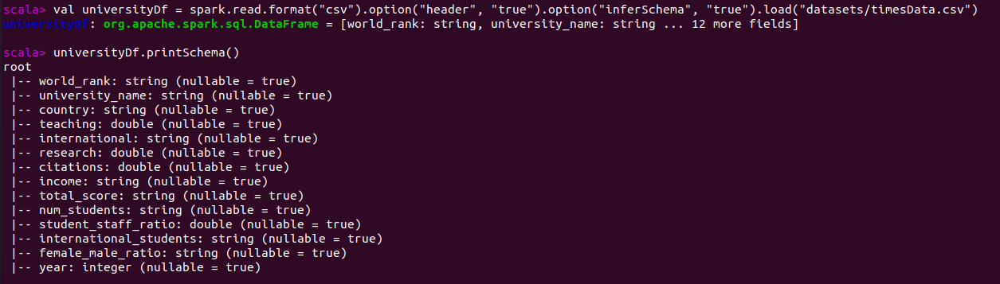 scala> val universityDf = spark.read.format("csv").option("header", "true").option("inferSchema", "true").load("datasets/timesData.csv")
universityDf: org.apache.spark.sql.DataFrame = [world_rank: string, university_name: string ... 12 more fields]
scala> universityDf.printSchema()
root
|-- world_rank: string (nullable = true)
|-- university_name: string (nullable = true)
|-- country: string (nullable = true)
|-- teaching: double (nullable = true)
|-- international: string (nullable = true)
|-- research: double (nullable = true)
|-- citations: double (nullable = true)
|-- income: string (nullable = true)
|-- total_score: string (nullable = true)
|-- num_students: string (nullable = true)
|-- student_staff_ratio: double (nullable = true)
|-- international_students: string (nullable = true)
|-- female_male_ratio: string (nullable = true)
|-- year: integer (nullable = true)